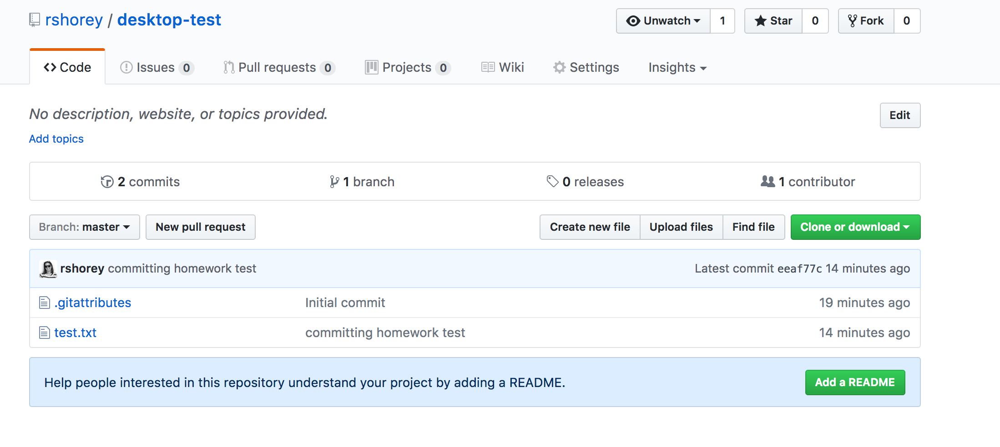 rshorey / desktop-test
Unwatch 1 Star 0 Fork 0
Code Issues 0 Pull requests 0 Projects 0 Wiki Settings Insights
No description, website, or topics provided.
Edit
Add topics
2 commits 1 branch 0 releases 1 contributor
Branch: master New pull request Create new file Upload files Find file Clone or download
rshorey committing homework test Latest commit eeaf77c 14 minutes ago
.gitattributes Initial commit 19 minutes ago
test.txt committing homework test 14 minutes ago
Help people interested in this repository understand your project by adding a README. Add a README